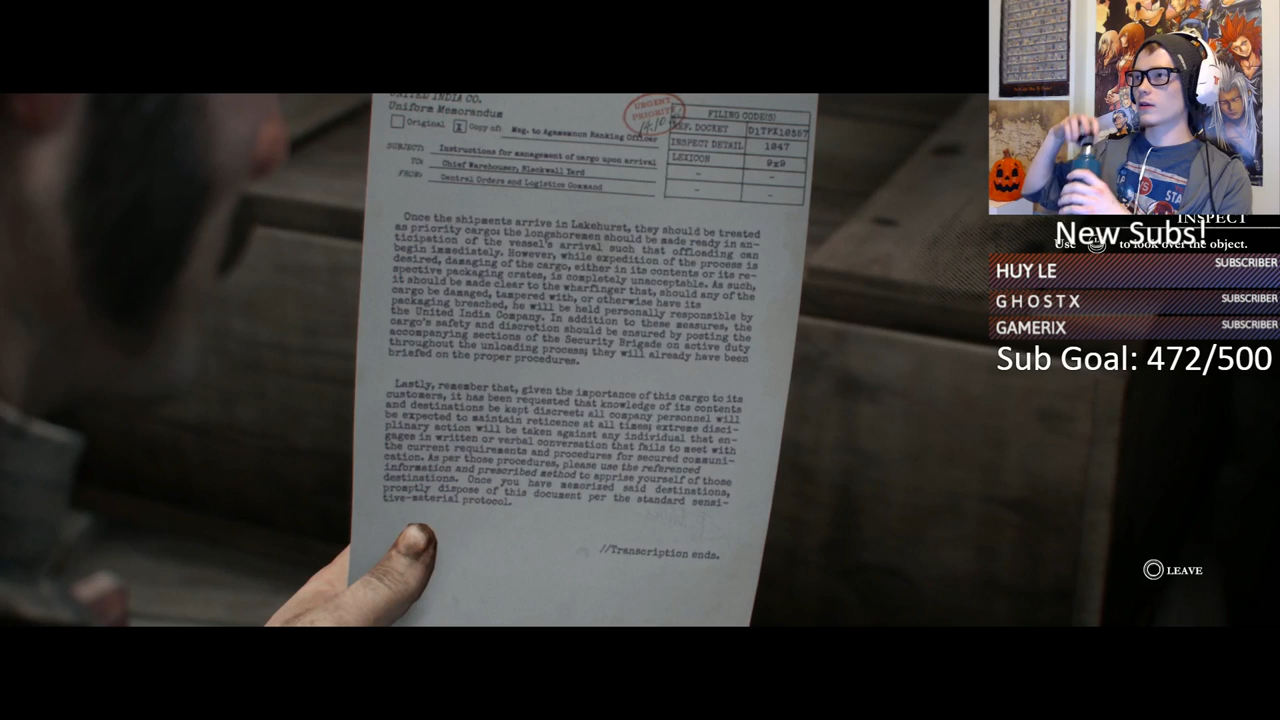 UNITED INDIA CO.
Uniform Memorandum
Original X Copy of: Msg. to Agamemnon Ranking Officer
URGENT
PRIORITY
SUBJECT: Instructions for management of cargo upon arrival
TO: Chief Warehouser, Blackwall Yard
FROM: Central Orders and Logistics Command
FILING CODE(S)
REF. DOCKET D1TPX10357
INSPECT DETAIL 1847
LEXICON 9x9
- -
- -
Once the shipments arrive in Lakehurst, they should be treated
as priority cargo: the longshoremen should be made ready in an-
ticipation of the vessel's arrival such that offloading can
begin immediately. However, while expedition of the process is
desired, damaging of the cargo, either in its contents or its re-
spective packaging crates, is completely unacceptable. As such,
it should be made clear to the wharfinger that, should any of the
cargo be damaged, tampered with, or otherwise have its
packaging breached, he will be held personally responsible by
the United India Company. In addition to these measures, the
cargo's safety and discretion should be ensured by posting the
accompanying sections of the Security Brigade on active duty
throughout the unloading process; they will already have been
briefed on the proper procedures.
Lastly, remember that, given the importance of this cargo to its
customers, it has been requested that knowledge of its contents
and destinations be kept discreet: all company personnel will
be expected to maintain reticence at all times; extreme disci-
plinary action will be taken against any individual that en-
gages in written or verbal conversation that fails to meet with
the current requirements and procedures for secured communi-
cation. As per those procedures, please use the referenced
information and prescribed method to apprise yourself of those
destinations. Once you have memorized said destinations,
promptly dispose of this document per the standard sensi-
tive-material protocol.
//Transcription ends.
INSPECT
Use to look over the object.
New Subs!
HUY LE SUBSCRIBER
G H O S T X SUBSCRIBER
GAMERIX SUBSCRIBER
Sub Goal: 472/500
LEAVE